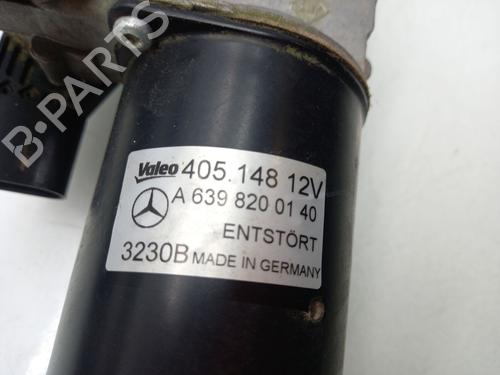 Valeo 405.148 12V
A 639 820 01 40
ENTSTÖRT
3230B MADE IN GERMANY
B-PARTS